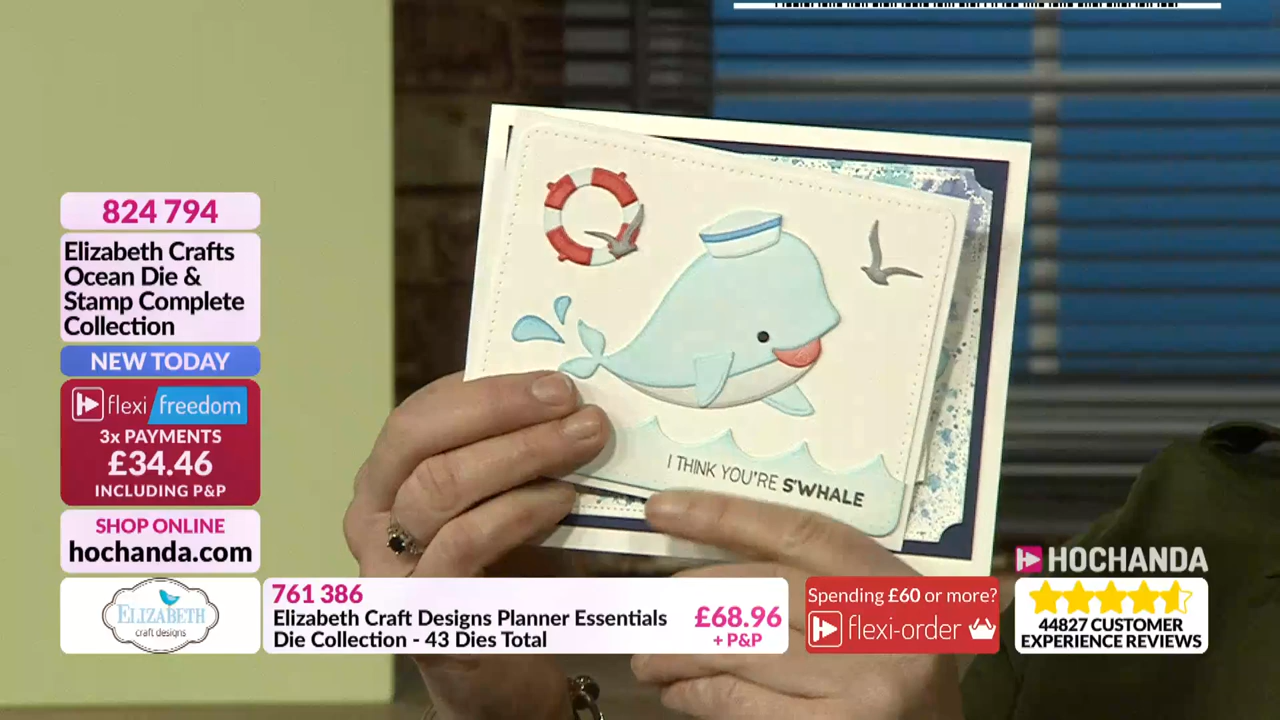 824 794
Elizabeth Crafts
Ocean Die &
Stamp Complete
Collection
NEW TODAY
flexi freedom
3x PAYMENTS
£34.46
INCLUDING P&P
SHOP ONLINE
hochanda.com
I THINK YOU'RE S'WHALE
HOCHANDA
ELIZABETH
craft designs
761 386
Elizabeth Craft Designs Planner Essentials
Die Collection - 43 Dies Total
£68.96
+ P&P
Spending £60 or more?
flexi-order
44827 CUSTOMER
EXPERIENCE REVIEWS